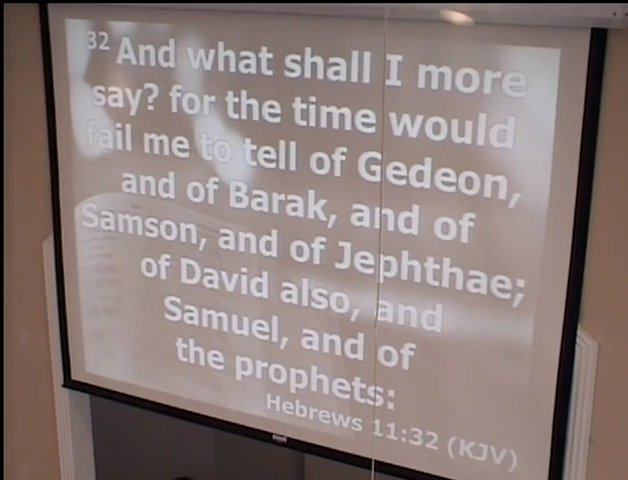 32 And what shall I more
say? for the time would
fail me to tell of Gedeon,
and of Barak, and of
Samson, and of Jephthae;
of David also, and
Samuel, and of
the prophets:
Hebrews 11:32 (KJV)